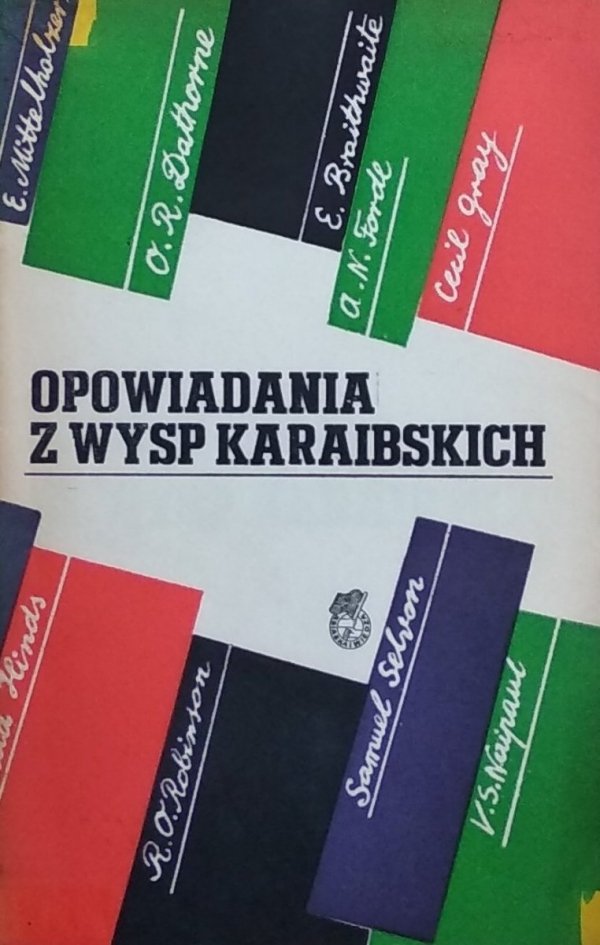 E. Mittelholzer
O. R. Dathorne
E. Braithwaite
A. N. Forde
Cecil Gray
OPOWIADANIA
Z WYSP KARAIBSKICH
Hinds
R. O. Robinson
Samuel Selvon
V. S. Naipaul